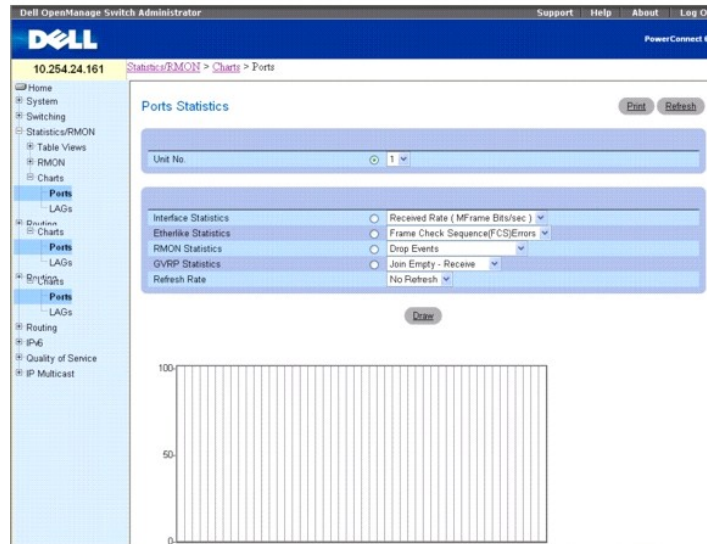 Dell OpenManage Switch Administrator Support Help About Log O
DELL
PowerConnect
10.254.24.161
Statistics/RMON > Charts > Ports
Home
System
Switching
Statistics/RMON
Table Views
RMON
Charts
Ports
LAGs
Routing
Charts
Ports
LAGs
Routing
Charts
Ports
LAGs
Routing
IPv6
Quality of Service
IP Multicast
Ports Statistics
Print Refresh
Unit No. 1
Interface Statistics Received Rate ( MFrame Bits/sec )
Etherlike Statistics Frame Check Sequence(FCS)Errors
RMON Statistics Drop Events
GVRP Statistics Join Empty - Receive
Refresh Rate No Refresh
Draw
100
50
0